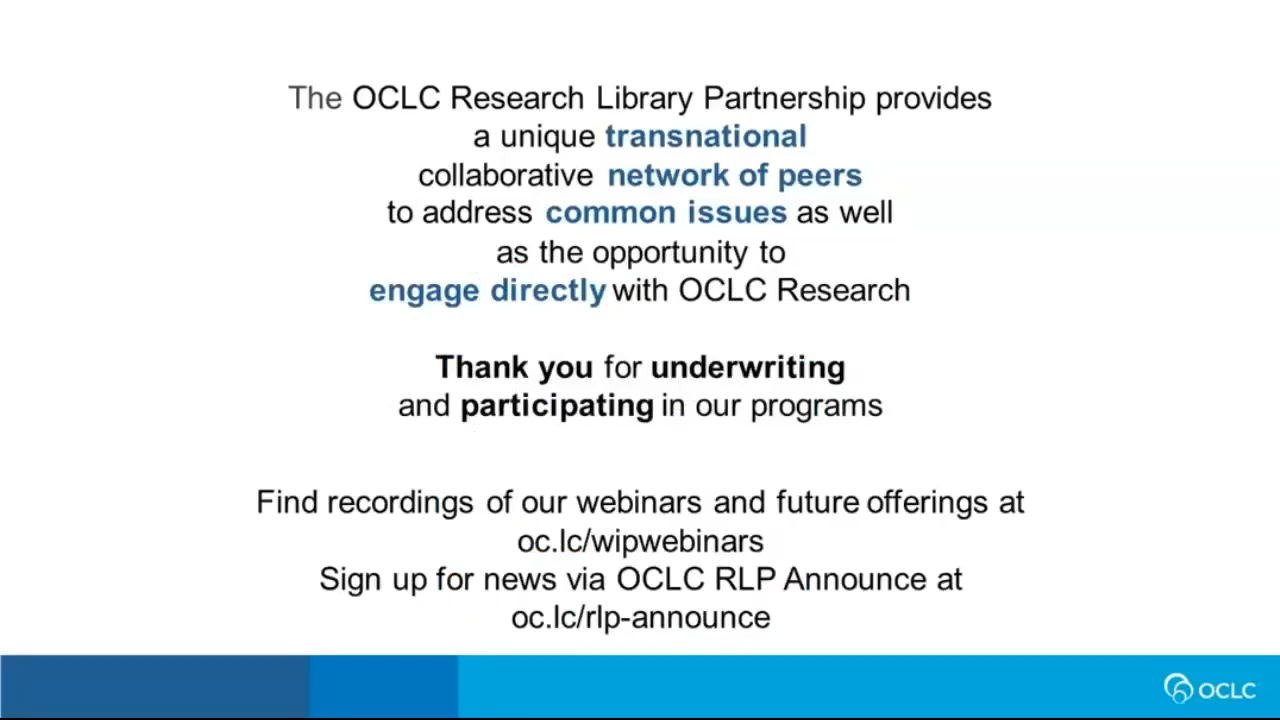 The OCLC Research Library Partnership provides
a unique transnational
collaborative network of peers
to address common issues as well
as the opportunity to
engage directly with OCLC Research
Thank you for underwriting
and participating in our programs
Find recordings of our webinars and future offerings at
oc.lc/wipwebinars
Sign up for news via OCLC RLP Announce at
oc.lc/rlp-announce
OCLC